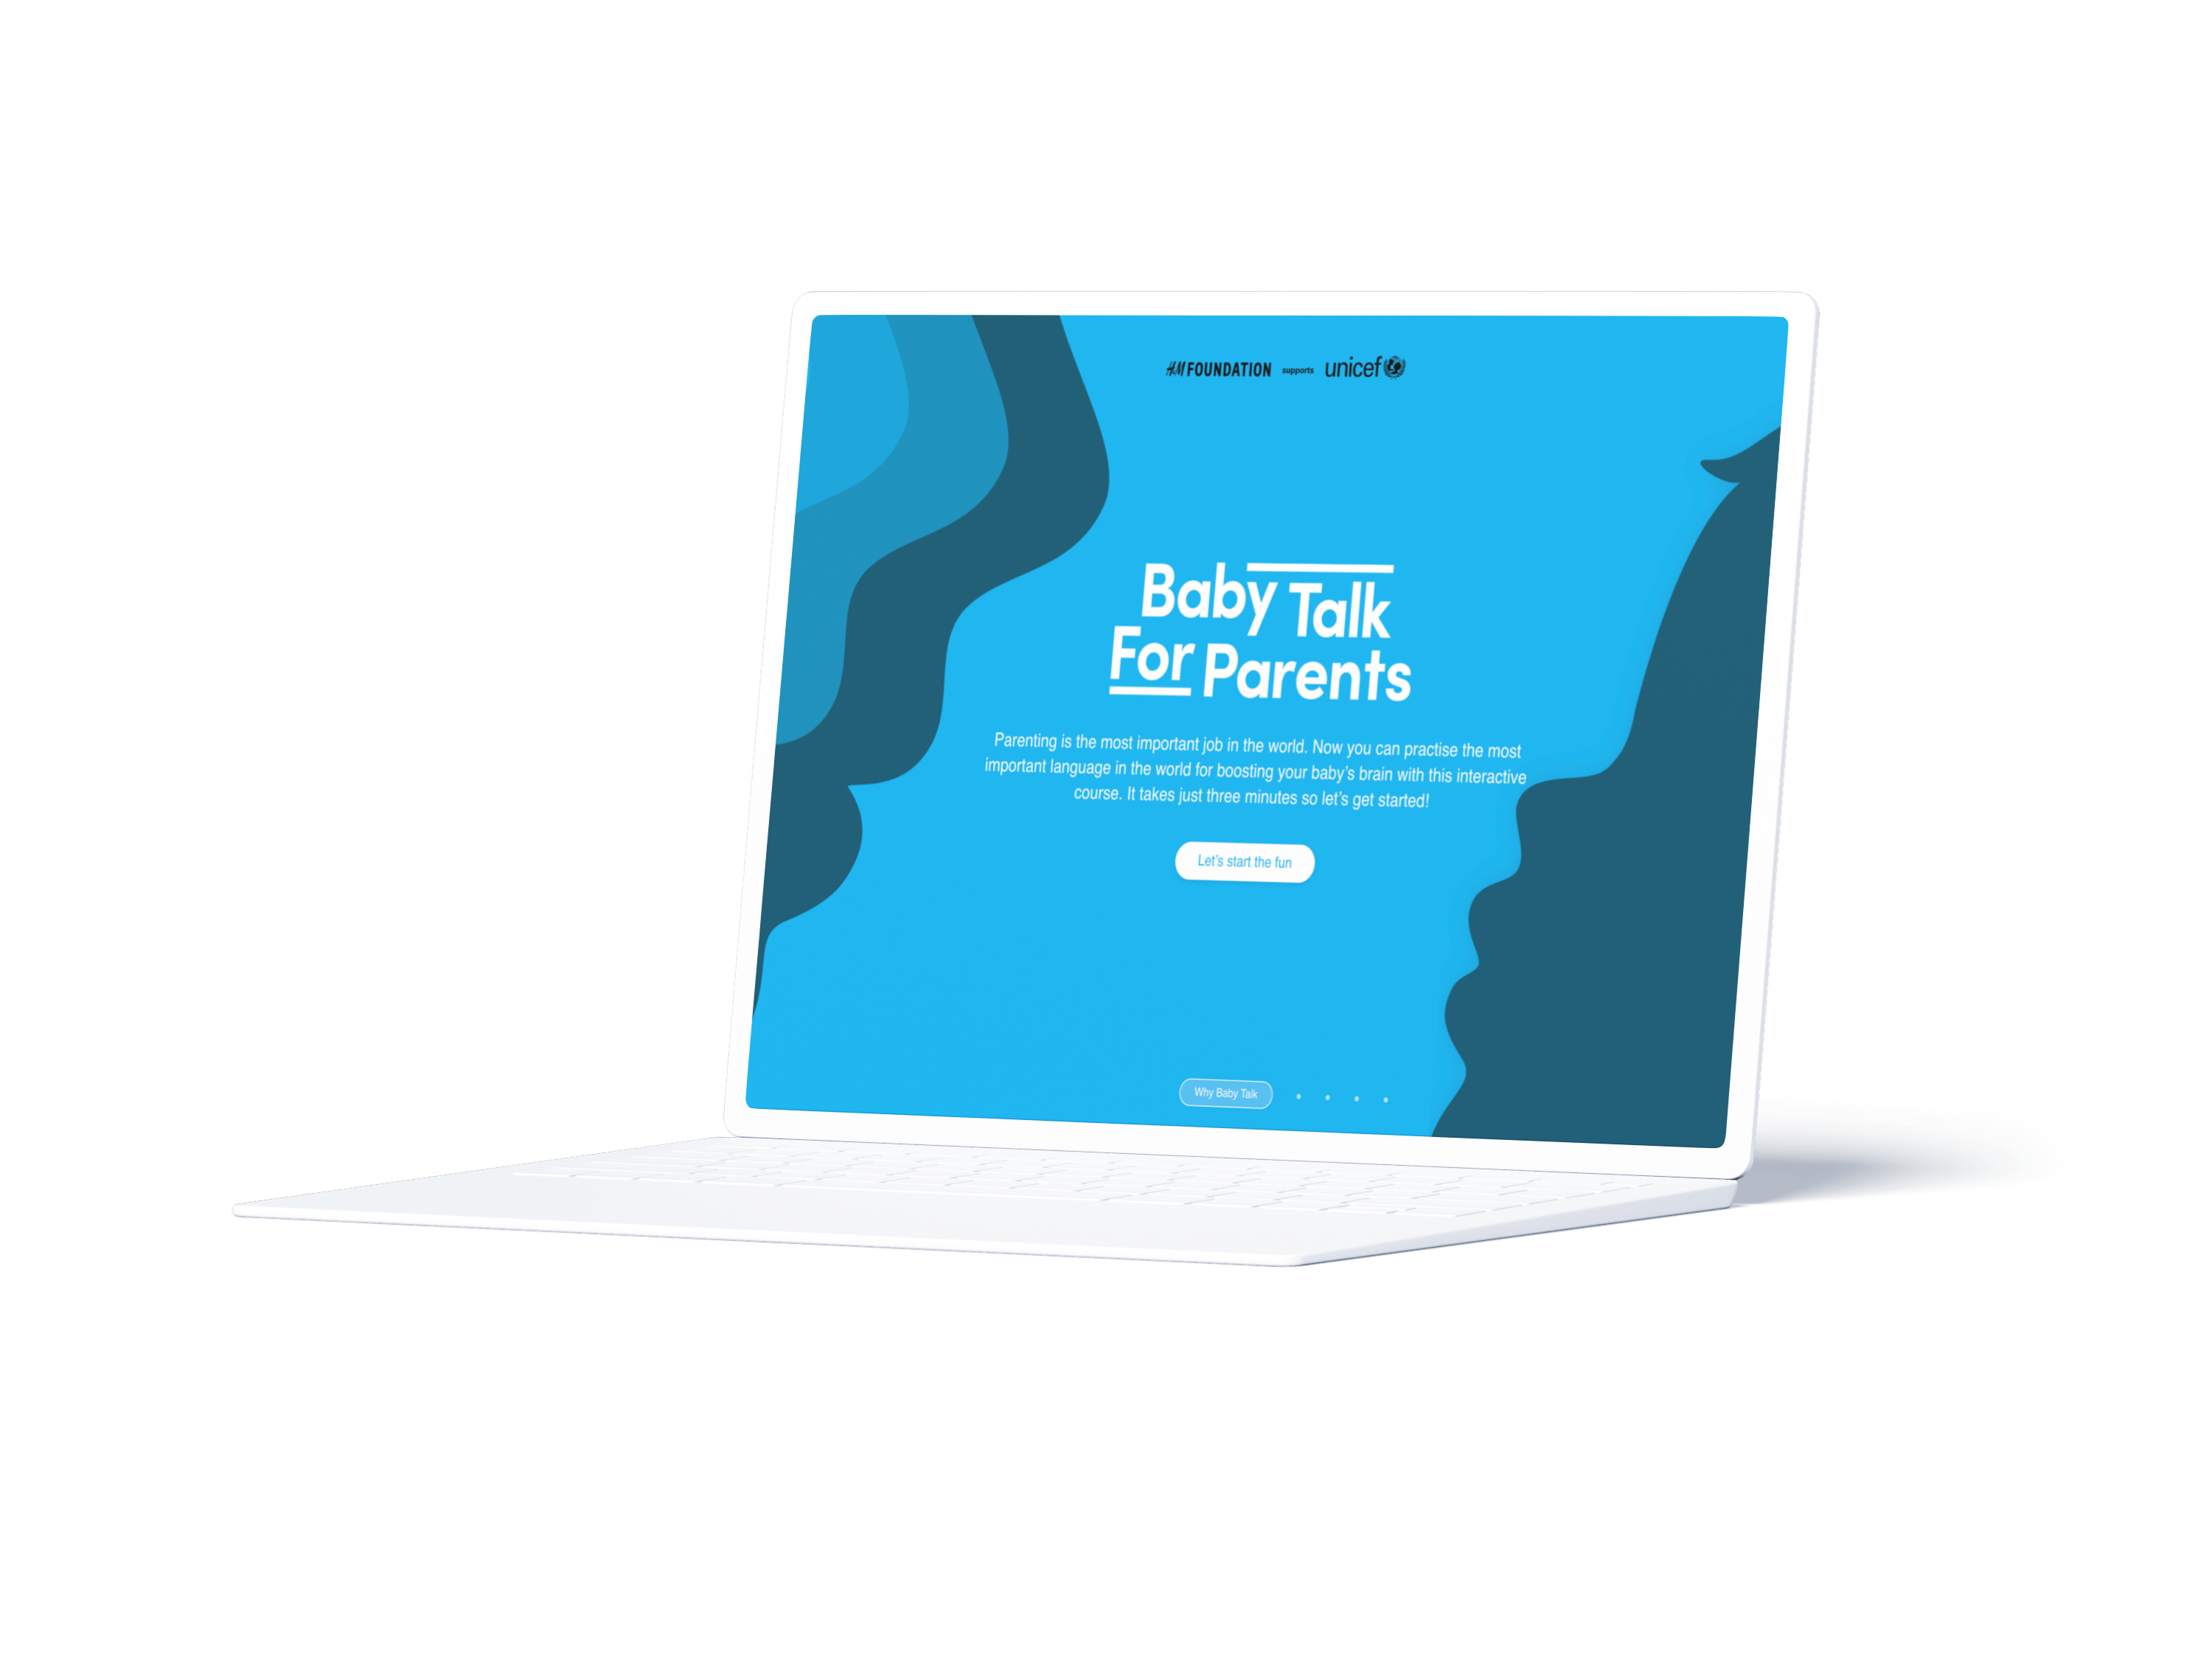 H&M FOUNDATION supports unicef
Baby Talk
For Parents
Parenting is the most important job in the world. Now you can practise the most
important language in the world for boosting your baby’s brain with this interactive
course. It takes just three minutes so let’s get started!
Let’s start the fun
Why Baby Talk